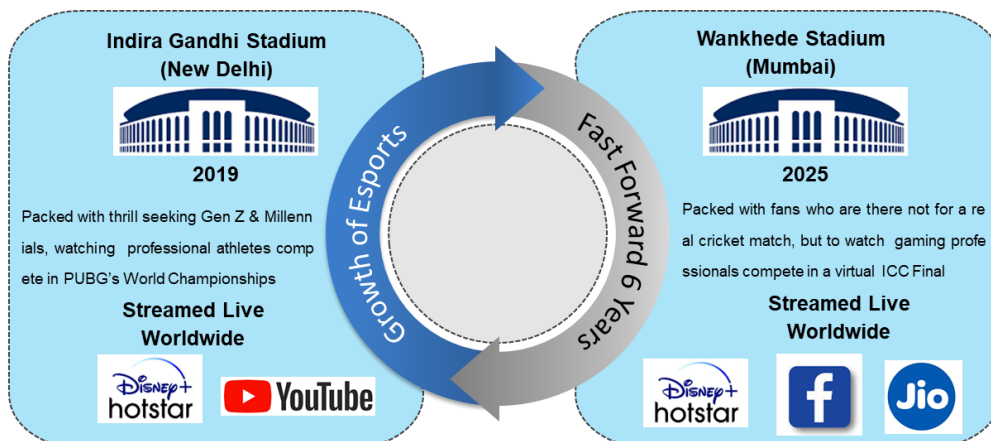 Indira Gandhi Stadium
(New Delhi)
2019
Packed with thrill seeking Gen Z & Millenn
ials, watching professional athletes comp
ete in PUBG's World Championships
Streamed Live
Worldwide
Disney+
hotstar
YouTube
Growth of Esports
Fast Forward 6 Years
Wankhede Stadium
(Mumbai)
2025
Packed with fans who are there not for a re
al cricket match, but to watch gaming profe
ssionals compete in a virtual ICC Final
Streamed Live
Worldwide
Disney+
hotstar
f
Jio